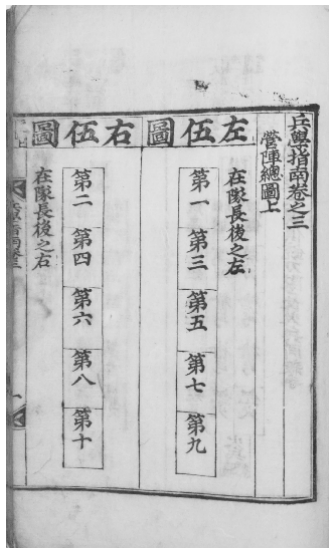 兵學指南卷之三
營陣總圖上
左伍圖
在隊長後之左
第一
第三
第五
第七
第九
右伍圖
第二
第四
第六
第八
第十
在隊長後之右